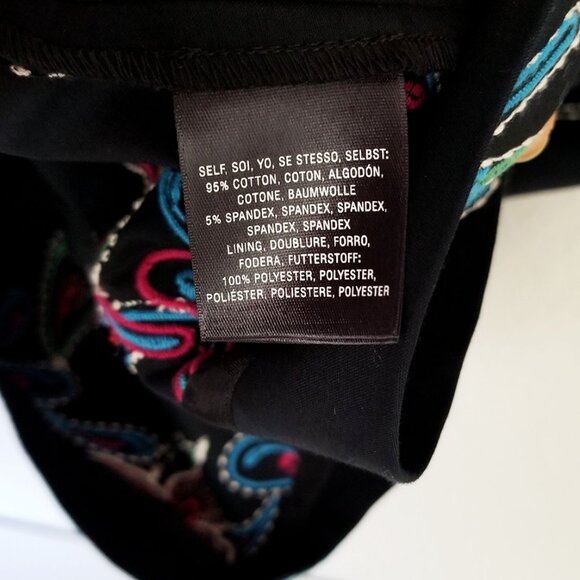 SELF, SOI, YO, SE STESSO, SELBST:
95% COTTON, COTON, ALGODÓN,
COTONE, BAUMWOLLE
5% SPANDEX, SPANDEX, SPANDEX,
SPANDEX, SPANDEX
LINING, DOUBLURE, FORRO,
FODERA, FUTTERSTOFF:
100% POLYESTER, POLYESTER,
POLIÉSTER, POLIESTERE, POLYESTER